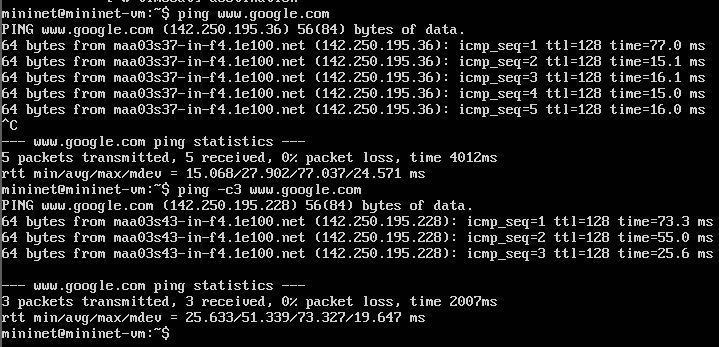 mininet@mininet-vm:~$ ping www.google.com
PING www.google.com (142.250.195.36) 56(84) bytes of data.
64 bytes from maa03s37-in-f4.1e100.net (142.250.195.36): icmp_seq=1 ttl=128 time=77.0 ms
64 bytes from maa03s37-in-f4.1e100.net (142.250.195.36): icmp_seq=2 ttl=128 time=15.1 ms
64 bytes from maa03s37-in-f4.1e100.net (142.250.195.36): icmp_seq=3 ttl=128 time=16.1 ms
64 bytes from maa03s37-in-f4.1e100.net (142.250.195.36): icmp_seq=4 ttl=128 time=15.0 ms
64 bytes from maa03s37-in-f4.1e100.net (142.250.195.36): icmp_seq=5 ttl=128 time=16.0 ms
^C
--- www.google.com ping statistics ---
5 packets transmitted, 5 received, 0% packet loss, time 4012ms
rtt min/avg/max/mdev = 15.068/27.902/77.037/24.571 ms
mininet@mininet-vm:~$ ping -c3 www.google.com
PING www.google.com (142.250.195.228) 56(84) bytes of data.
64 bytes from maa03s43-in-f4.1e100.net (142.250.195.228): icmp_seq=1 ttl=128 time=73.3 ms
64 bytes from maa03s43-in-f4.1e100.net (142.250.195.228): icmp_seq=2 ttl=128 time=55.0 ms
64 bytes from maa03s43-in-f4.1e100.net (142.250.195.228): icmp_seq=3 ttl=128 time=25.6 ms
--- www.google.com ping statistics ---
3 packets transmitted, 3 received, 0% packet loss, time 2007ms
rtt min/avg/max/mdev = 25.633/51.339/73.327/19.647 ms
mininet@mininet-vm:~$